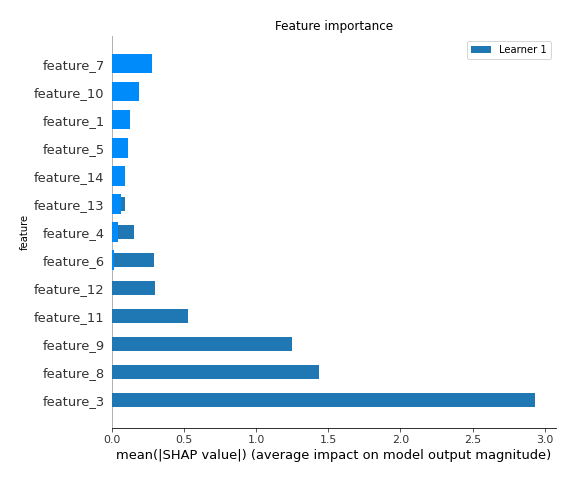 Feature importance
Learner 1
feature_7
feature_10
feature_1
feature_5
feature_14
feature_13
feature_4
feature_6
feature_12
feature_11
feature_9
feature_8
feature_3
feature
0.0 0.5 1.0 1.5 2.0 2.5 3.0
mean(|SHAP value|) (average impact on model output magnitude)